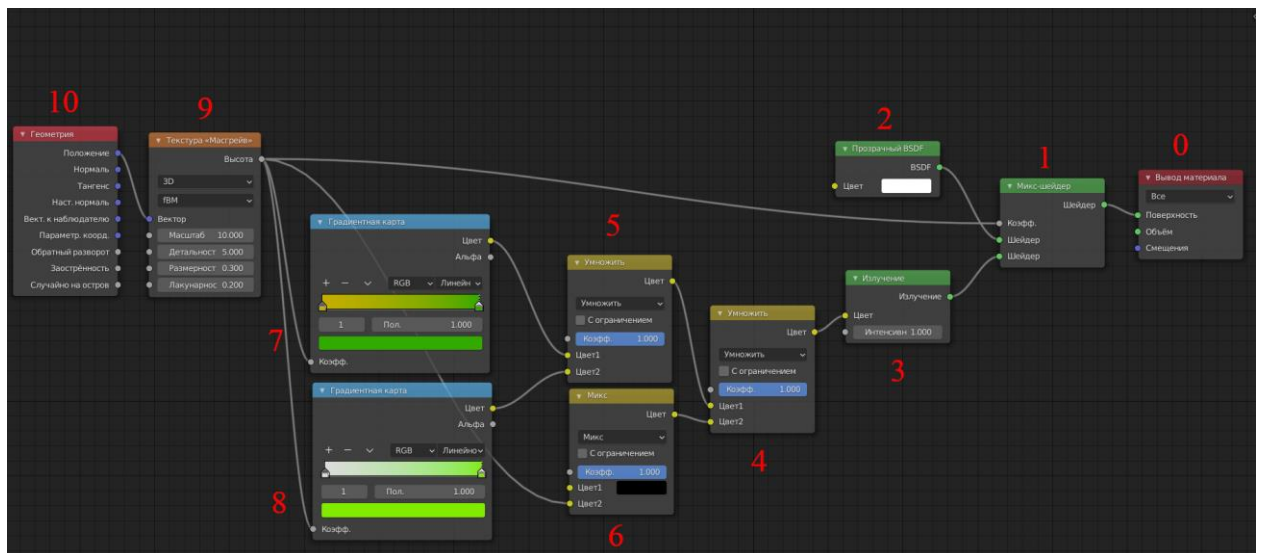 10
Геометрия
Положение
Нормаль
Тангенс
Наст. нормаль
Вект. к наблюдателю
Параметр. коорд.
Обратный разворот
Заострённость
Случайно на остров
9
Текстура «Масгрейв»
Высота
3D
fBM
Вектор
Масштаб 10.000
Детальност 5.000
Размерност 0.300
Лакунарнос 0.200
7
Градиентная карта
Цвет
Альфа
+ − RGB Линейн
1 Пол. 1.000
Коэфф.
8
Градиентная карта
Цвет
Альфа
+ − RGB Линейно
1 Пол. 1.000
Коэфф.
5
Умножить
Цвет
Умножить
С ограничением
Коэфф. 1.000
Цвет1
Цвет2
Микс
Цвет
Микс
С ограничением
Коэфф. 1.000
Цвет1
Цвет2
6
Умножить
Цвет
Умножить
С ограничением
Коэфф. 1.000
Цвет1
Цвет2
4
2
Прозрачный BSDF
BSDF
Цвет
Излучение
Излучение
Цвет
Интенсивн 1.000
3
1
Микс-шейдер
Шейдер
Коэфф.
Шейдер
Шейдер
0
Вывод материала
Все
Поверхность
Объём
Смещения